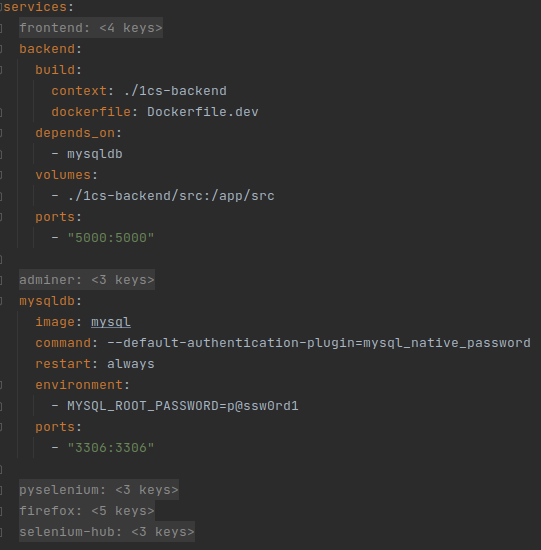 services:
  frontend: <4 keys>
  backend:
    build:
      context: ./1cs-backend
      dockerfile: Dockerfile.dev
    depends_on:
      - mysqldb
    volumes:
      - ./1cs-backend/src:/app/src
    ports:
      - "5000:5000"
  adminer: <3 keys>
  mysqldb:
    image: mysql
    command: --default-authentication-plugin=mysql_native_password
    restart: always
    environment:
      - MYSQL_ROOT_PASSWORD=p@ssw0rd1
    ports:
      - "3306:3306"
  pyselenium: <3 keys>
  firefox: <5 keys>
  selenium-hub: <3 keys>